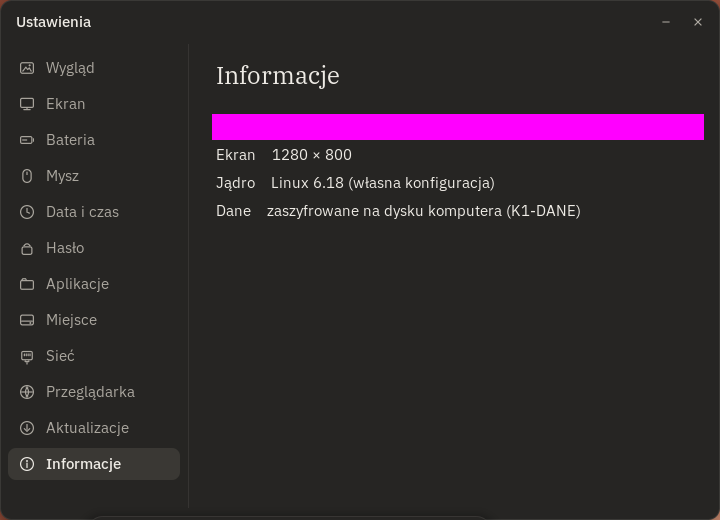 Ustawienia
Wygląd
Ekran
Bateria
Mysz
Data i czas
Hasło
Aplikacje
Miejsce
Sieć
Przeglądarka
Aktualizacje
Informacje
Informacje
Ekran 1280 × 800
Jądro Linux 6.18 (własna konfiguracja)
Dane zaszyfrowane na dysku komputera (K1-DANE)